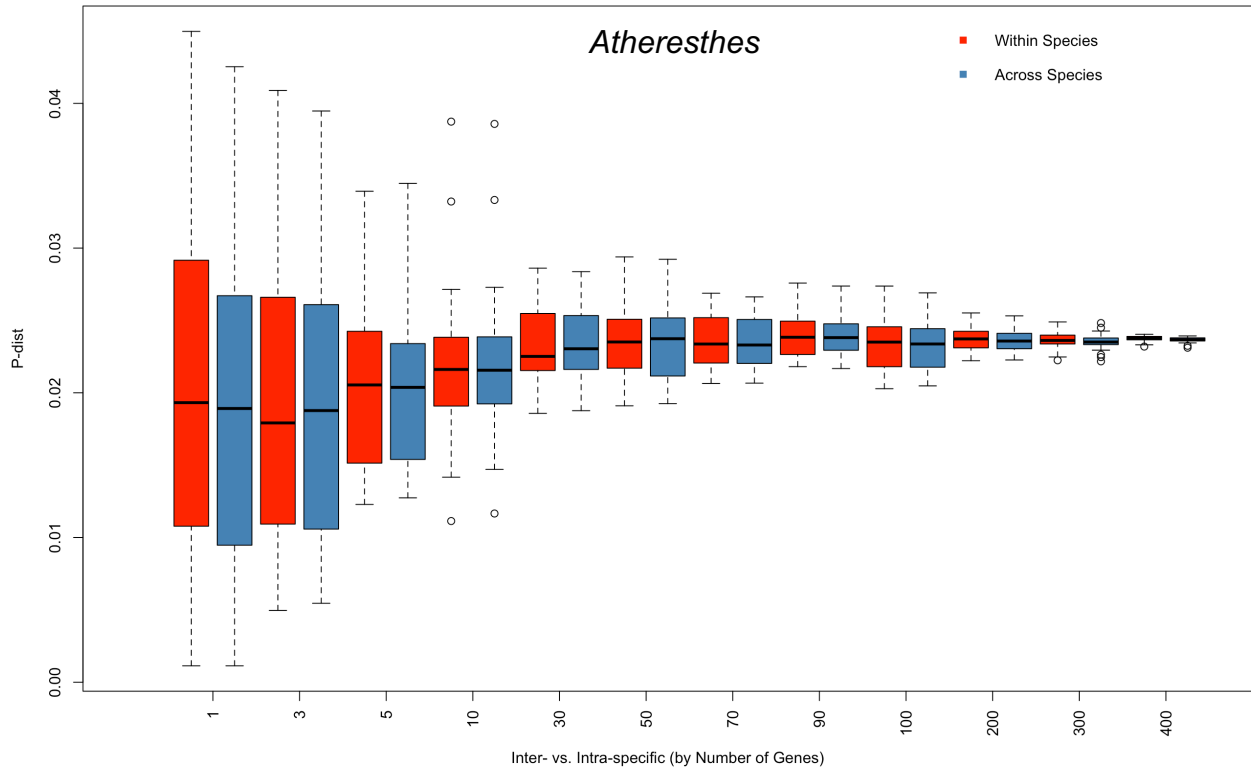 Atheresthes
Within Species
Across Species
P-dist
0.04
0.03
0.02
0.01
0.00
1 3 5 10 30 50 70 90 100 200 300 400
Inter- vs. Intra-specific (by Number of Genes)